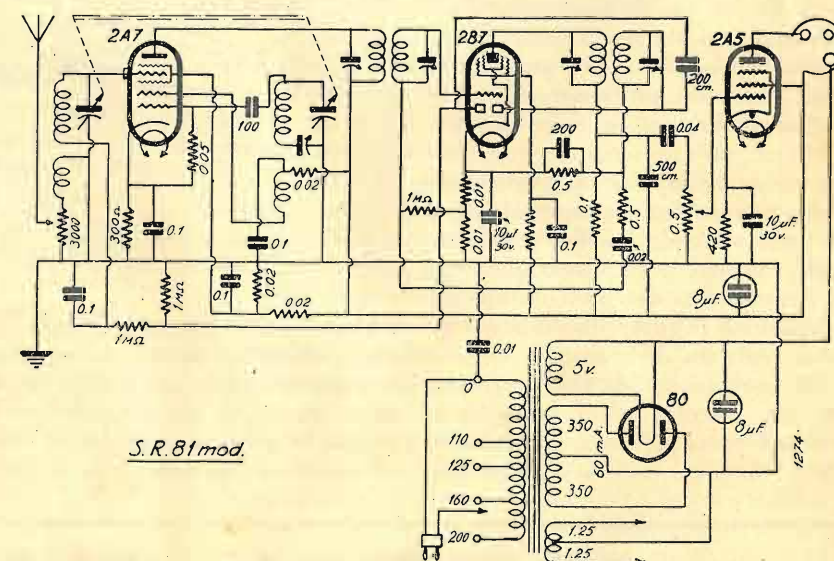 2A7
2B7
2A5
100
0.05
0.02
200
cm.
200
0.5
0.04
500
cm.
3000
300Ω
0.1
0.1
1MΩ
0.01
0.01
10µF
30v.
0.1
0.1
0.5
0.02
0.5
420
10µF.
30v.
0.1
1MΩ
1MΩ
0.1
0.02
0.02
8µF
0.01
0
5v.
80
8µF
110
125
160
200
350
350
60 m.A.
1.25
1.25
S.R.81 mod.
1274.